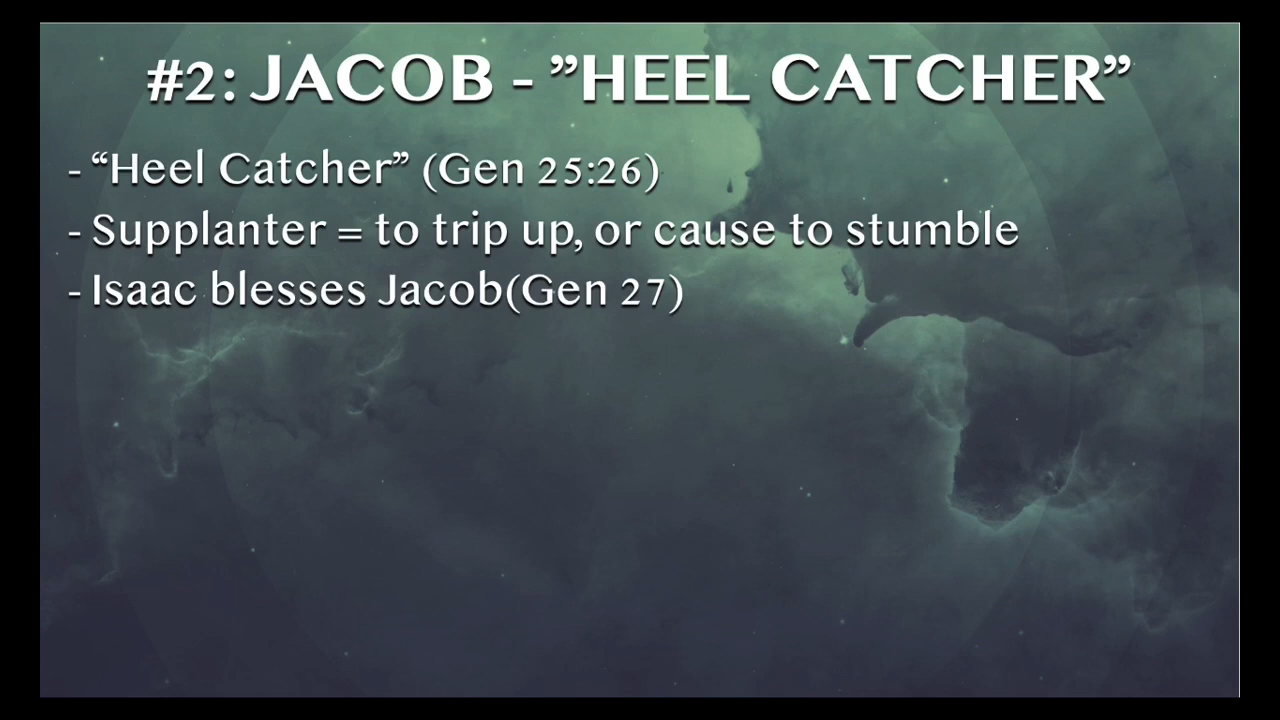 #2: JACOB - ”HEEL CATCHER”
- “Heel Catcher” (Gen 25:26)
- Supplanter = to trip up, or cause to stumble
- Isaac blesses Jacob(Gen 27)